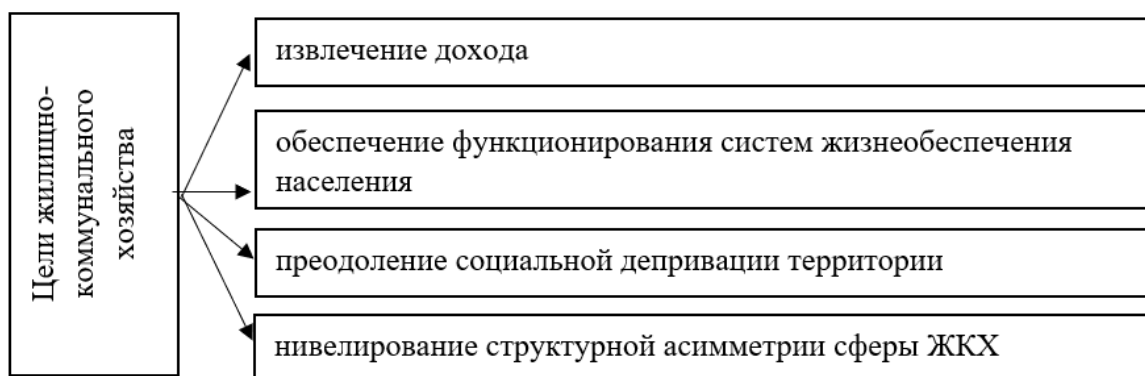 Цели жилищно-
коммунального
хозяйства
извлечение дохода
обеспечение функционирования систем жизнеобеспечения
населения
преодоление социальной депривации территории
нивелирование структурной асимметрии сферы ЖКХ